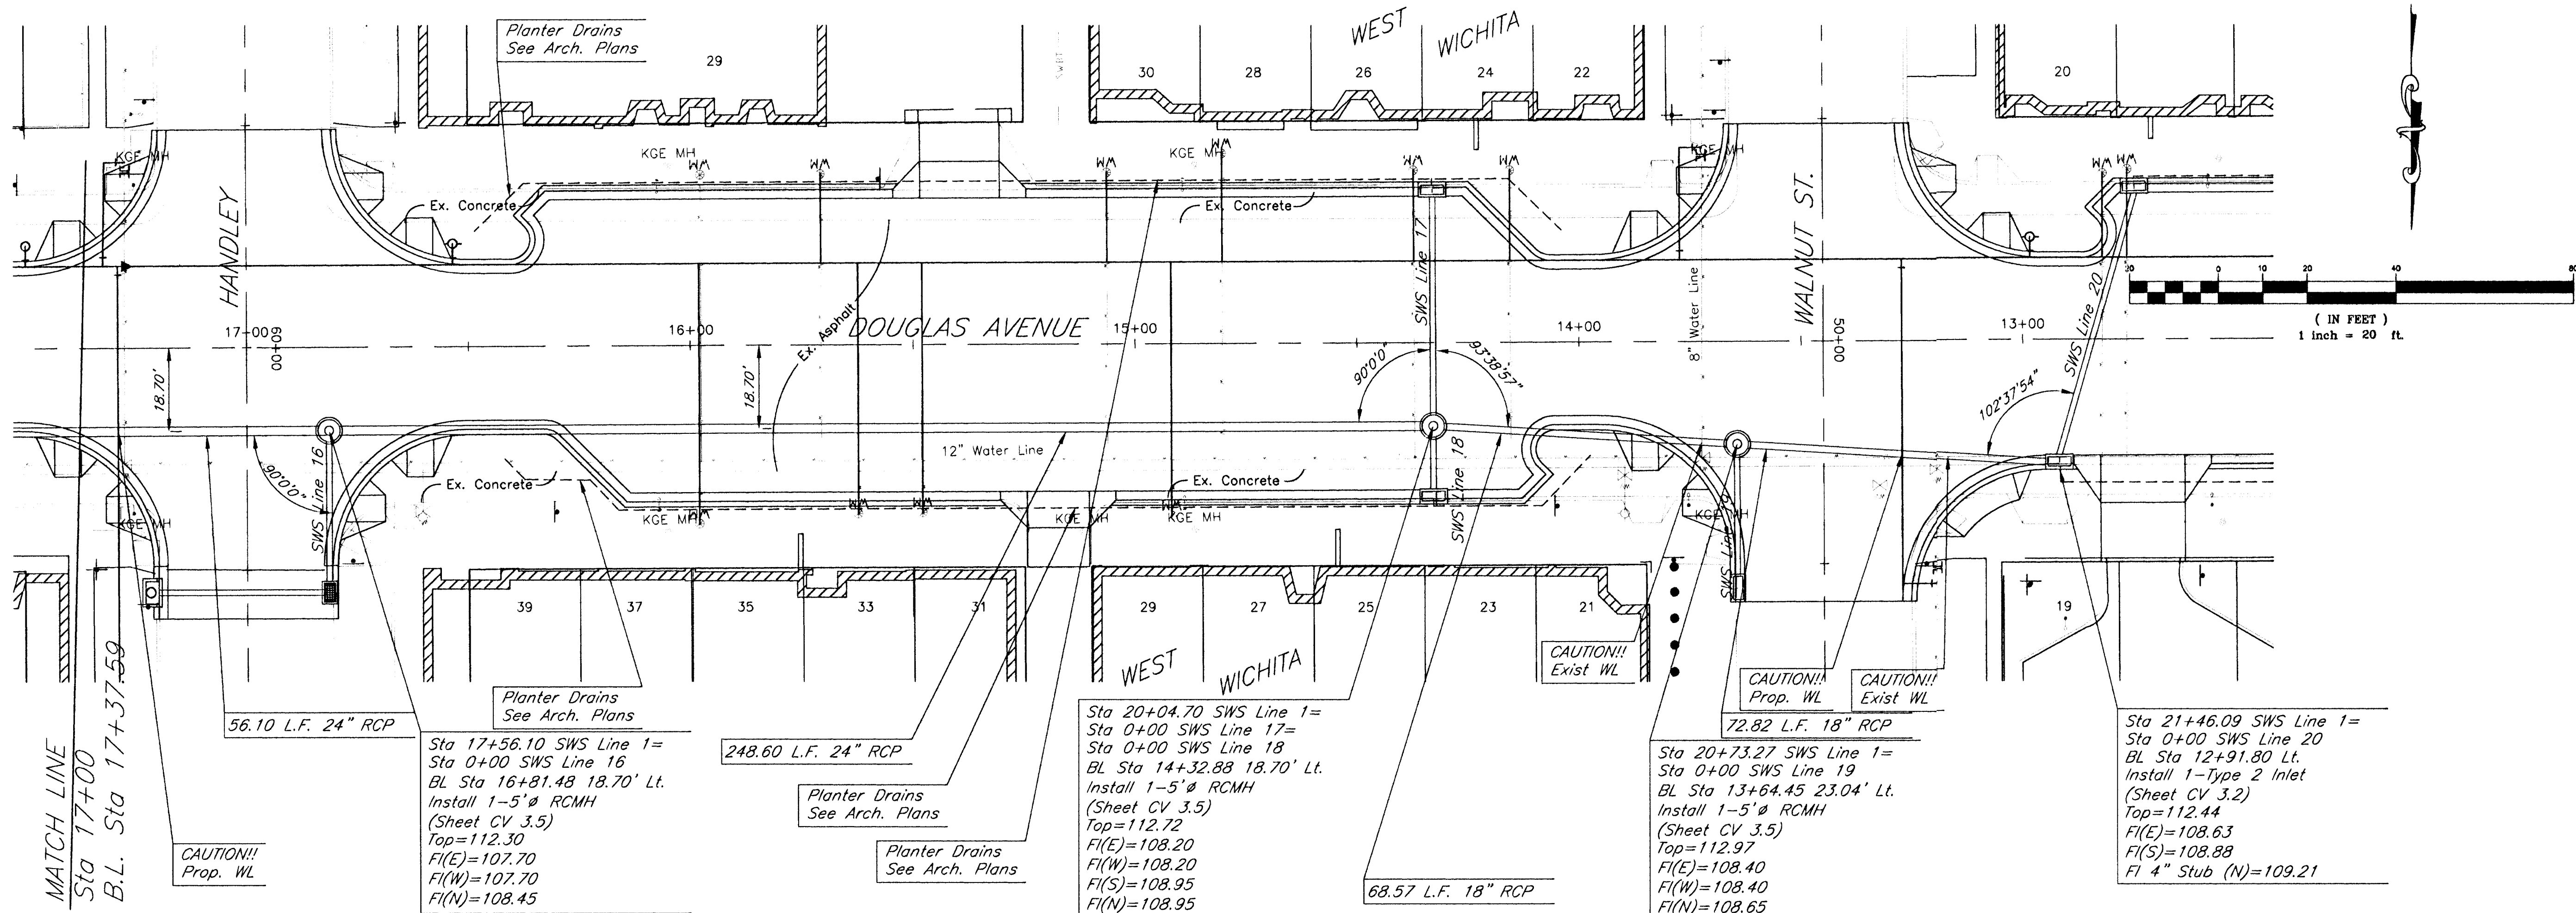 Planter Drains
See Arch. Plans
29
WEST WICHITA
30
28
26
24
22
20
KGE MH
KGE MH
WM
WM
WM
KGE MH
WM
WM
WM
KGE MH
WM
WM
HANDLEY
Ex. Concrete
Ex. Concrete
SWS Line 17
WALNUT ST.
8" Water Line
SWS Line 20
20 0 10 20 40 80
( IN FEET )
1 inch = 20 ft.
17+00
60+00
16+00
Ex. Asphalt
DOUGLAS AVENUE
15+00
14+00
50+00
13+00
18.70'
18.70'
90°0'0"
93°38'57"
102°37'54"
90°0'0"
SWS Line 16
12" Water Line
SWS Line 18
Ex. Concrete
Ex. Concrete
KGE MH
KGE MH
WM
WM
WM
KGE MH
WM
KGE MH
KGE MH
39
37
35
33
31
29
27
25
23
21
19
WEST WICHITA
MATCH LINE
Sta 17+00
B.L. Sta 17+37.59
CAUTION!!
Prop. WL
56.10 L.F. 24" RCP
Planter Drains
See Arch. Plans
Sta 17+56.10 SWS Line 1=
Sta 0+00 SWS Line 16
BL Sta 16+81.48 18.70' Lt.
Install 1-5'ø RCMH
(Sheet CV 3.5)
Top=112.30
Fl(E)=107.70
Fl(W)=107.70
Fl(N)=108.45
248.60 L.F. 24" RCP
Planter Drains
See Arch. Plans
Planter Drains
See Arch. Plans
Sta 20+04.70 SWS Line 1=
Sta 0+00 SWS Line 17=
Sta 0+00 SWS Line 18
BL Sta 14+32.88 18.70' Lt.
Install 1-5'ø RCMH
(Sheet CV 3.5)
Top=112.72
Fl(E)=108.20
Fl(W)=108.20
Fl(S)=108.95
Fl(N)=108.95
68.57 L.F. 18" RCP
CAUTION!!
Exist WL
CAUTION!!
Prop. WL
CAUTION!!
Exist WL
72.82 L.F. 18" RCP
Sta 20+73.27 SWS Line 1=
Sta 0+00 SWS Line 19
BL Sta 13+64.45 23.04' Lt.
Install 1-5'ø RCMH
(Sheet CV 3.5)
Top=112.97
Fl(E)=108.40
Fl(W)=108.40
Fl(N)=108.65
Sta 21+46.09 SWS Line 1=
Sta 0+00 SWS Line 20
BL Sta 12+91.80 Lt.
Install 1-Type 2 Inlet
(Sheet CV 3.2)
Top=112.44
Fl(E)=108.63
Fl(S)=108.88
Fl 4" Stub (N)=109.21